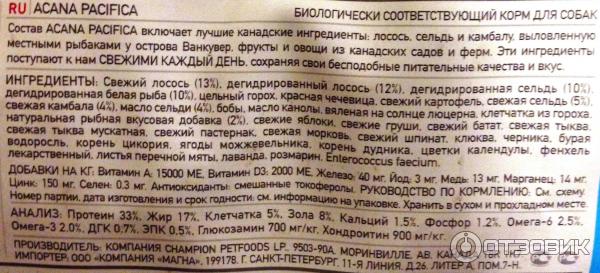 RU | ACANA PACIFICA
БИОЛОГИЧЕСКИ СООТВЕТСТВУЮЩИЙ КОРМ ДЛЯ СОБАК
Состав ACANA PACIFICA включает лучшие канадские ингредиенты: лосось, сельдь и камбалу, выловленную
местными рыбаками у острова Ванкувер, фрукты и овощи из канадских садов и ферм. Эти ингредиенты
поступают к нам СВЕЖИМИ КАЖДЫЙ ДЕНЬ, сохраняя свои бесподобные питательные качества и вкус.
ИНГРЕДИЕНТЫ: Свежий лосось (13%), дегидрированный лосось (12%), дегидрированная сельдь (10%),
дегидрированная белая рыба (10%), цельный горох, красная чечевица, свежий картофель, свежая сельдь (5%),
свежая камбала (4%), масло сельди (4%), бобы, масло канолы, вяленая на солнце люцерна, клетчатка из гороха,
натуральная рыбная вкусовая добавка (2%), свежие яблоки, свежие груши, свежий батат, свежая тыква,
свежая тыква мускатная, свежий пастернак, свежая морковь, свежий шпинат, клюква, черника, бурая
водоросль, корень цикория, ягоды можжевельника, корень дудника, цветки календулы, фенхель
лекарственный, листья перечной мяты, лаванда, розмарин, Enterococcus faecium.
ДОБАВКИ НА КГ: Витамин А: 15000 МЕ, Витамин D3: 2000 МЕ, Железо: 40 мг, Йод: 3 мг, Медь: 13 мг, Марганец: 14 мг,
Цинк: 150 мг, Селен: 0.3 мг. Антиоксиданты: смешанные токоферолы. РУКОВОДСТВО ПО КОРМЛЕНИЮ: См. схему.
Номер партии, дата изготовления и срок годности: см. информацию на упаковке. Хранить в сухом и прохладном месте.
АНАЛИЗ: Протеин 33%, Жир 17%, Клетчатка 5%, Зола 8%, Кальций 1.5%, Фосфор 1.2%, Омега-6 2.5%,
Омега-3 2.0%, ДГК 0.7%, ЭПК 0.5%, Глюкозамин 700 мг/кг, Хондроитин 900 мг/кг.
ПРОИЗВОДИТЕЛЬ: КОМПАНИЯ CHAMPION PETFOODS LP., 9503-90A, МОРИНВИЛЛЕ, АВ, КАНАДА,
ИМПОРТЕР: КОМПАНИЯ «МАГНА», 199178, Г. САНКТ-ПЕТЕРБУРГ, 11-Я ЛИНИЯ, Д.26, ЛИТЕР А, ПОМ.7-Н.
ОТЗОВИК